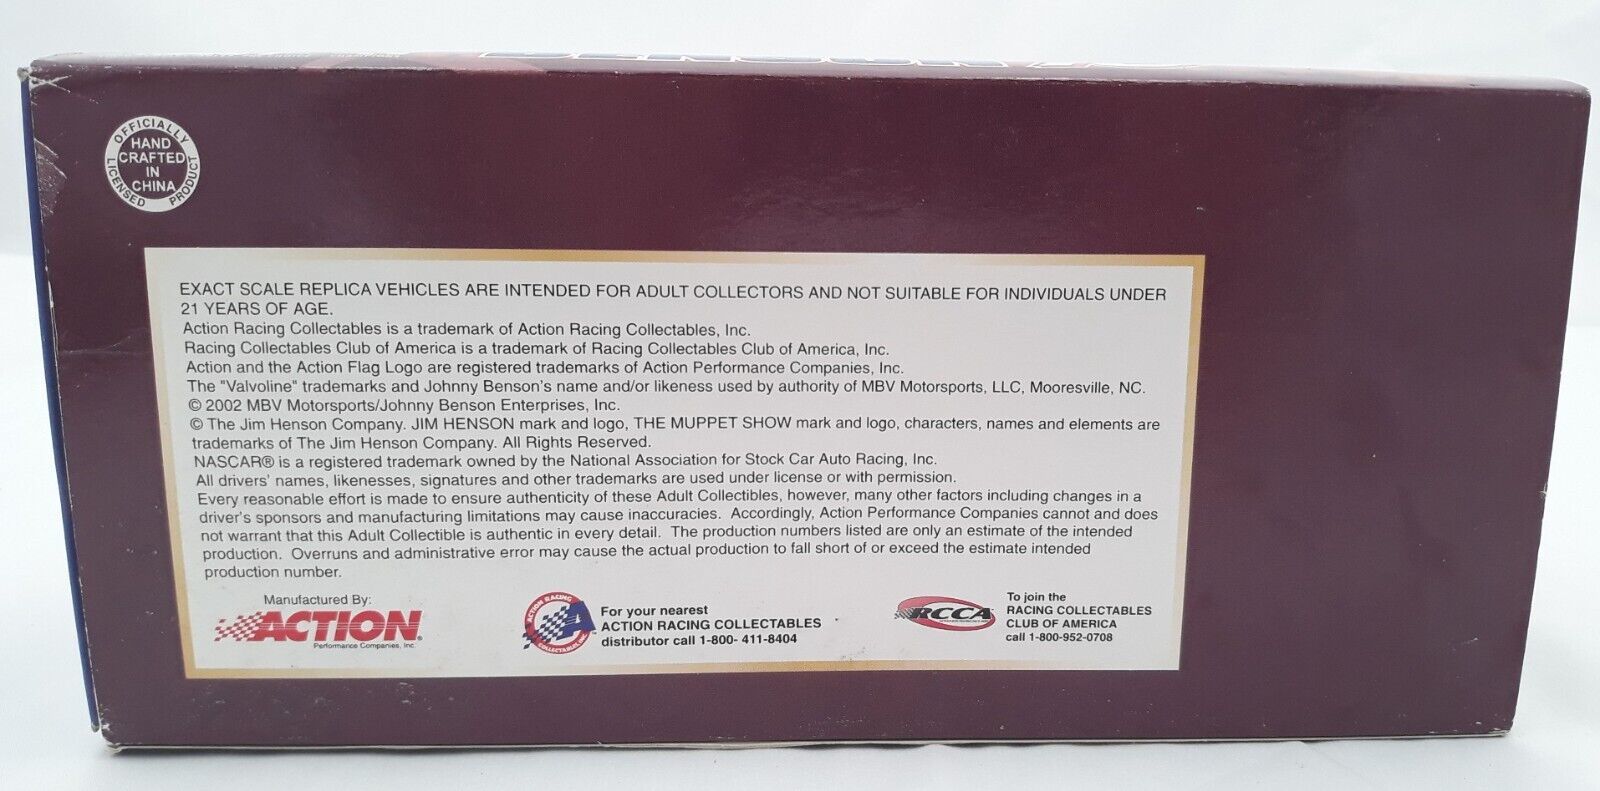 OFFICIALLY
LICENSED PRODUCT
HAND
CRAFTED
IN
CHINA
EXACT SCALE REPLICA VEHICLES ARE INTENDED FOR ADULT COLLECTORS AND NOT SUITABLE FOR INDIVIDUALS UNDER
21 YEARS OF AGE.
Action Racing Collectables is a trademark of Action Racing Collectables, Inc.
Racing Collectables Club of America is a trademark of Racing Collectables Club of America, Inc.
Action and the Action Flag Logo are registered trademarks of Action Performance Companies, Inc.
The "Valvoline" trademarks and Johnny Benson's name and/or likeness used by authority of MBV Motorsports, LLC, Mooresville, NC.
© 2002 MBV Motorsports/Johnny Benson Enterprises, Inc.
© The Jim Henson Company. JIM HENSON mark and logo, THE MUPPET SHOW mark and logo, characters, names and elements are
trademarks of The Jim Henson Company. All Rights Reserved.
NASCAR® is a registered trademark owned by the National Association for Stock Car Auto Racing, Inc.
All drivers' names, likenesses, signatures and other trademarks are used under license or with permission.
Every reasonable effort is made to ensure authenticity of these Adult Collectibles, however, many other factors including changes in a
driver's sponsors and manufacturing limitations may cause inaccuracies. Accordingly, Action Performance Companies cannot and does
not warrant that this Adult Collectible is authentic in every detail. The production numbers listed are only an estimate of the intended
production. Overruns and administrative error may cause the actual production to fall short of or exceed the estimate intended
production number.
Manufactured By:
ACTION®
Performance Companies, Inc.
ACTION RACING
A
COLLECTABLES, INC.
For your nearest
ACTION RACING COLLECTABLES
distributor call 1-800- 411-8404
RCCA
To join the
RACING COLLECTABLES
CLUB OF AMERICA
call 1-800-952-0708